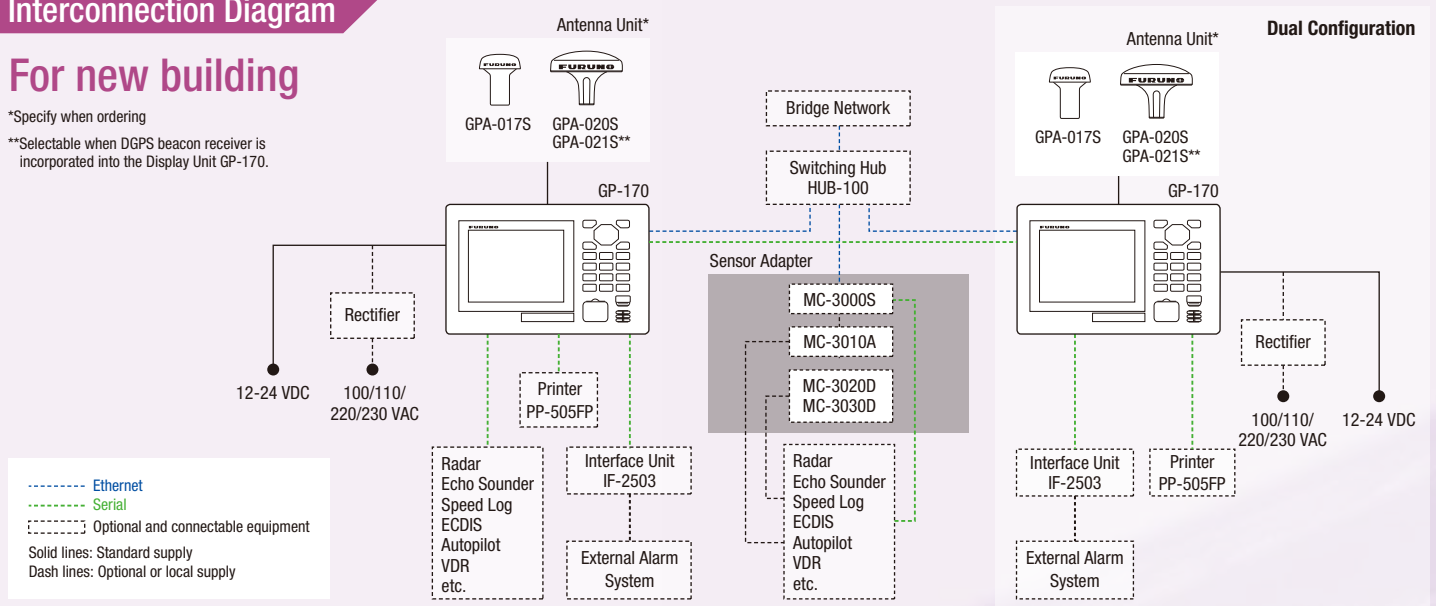 Interconnection Diagram
For new building
*Specify when ordering
**Selectable when DGPS beacon receiver is
incorporated into the Display Unit GP-170.
Antenna Unit*
FURUNO
FURUNO
GPA-017S
GPA-020S
GPA-021S**
GP-170
FURUNO
Rectifier
12-24 VDC
100/110/
220/230 VAC
Printer
PP-505FP
Radar
Echo Sounder
Speed Log
ECDIS
Autopilot
VDR
etc.
Interface Unit
IF-2503
External Alarm
System
Bridge Network
Switching Hub
HUB-100
Sensor Adapter
MC-3000S
MC-3010A
MC-3020D
MC-3030D
Radar
Echo Sounder
Speed Log
ECDIS
Autopilot
VDR
etc.
Dual Configuration
Antenna Unit*
FURUNO
FURUNO
GPA-017S
GPA-020S
GPA-021S**
GP-170
FURUNO
Rectifier
100/110/
220/230 VAC
12-24 VDC
Interface Unit
IF-2503
Printer
PP-505FP
External Alarm
System
Ethernet
Serial
Optional and connectable equipment
Solid lines: Standard supply
Dash lines: Optional or local supply